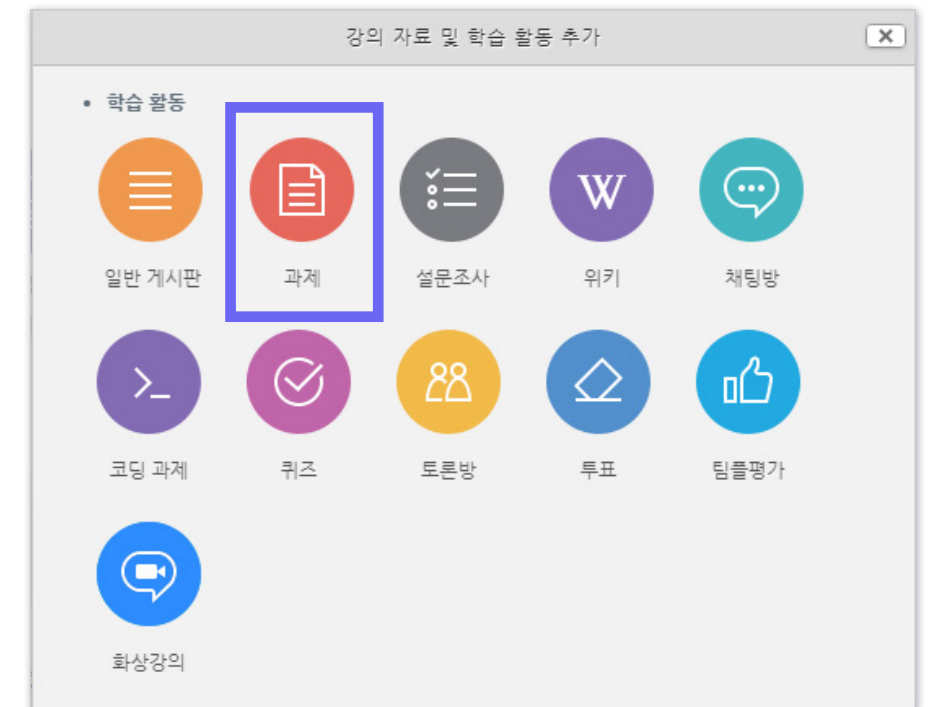 강의 자료 및 학습 활동 추가
• 학습 활동
W
일반 게시판 과제 설문조사 위키 채팅방
코딩 과제 퀴즈 토론방 투표 팀플평가
화상강의